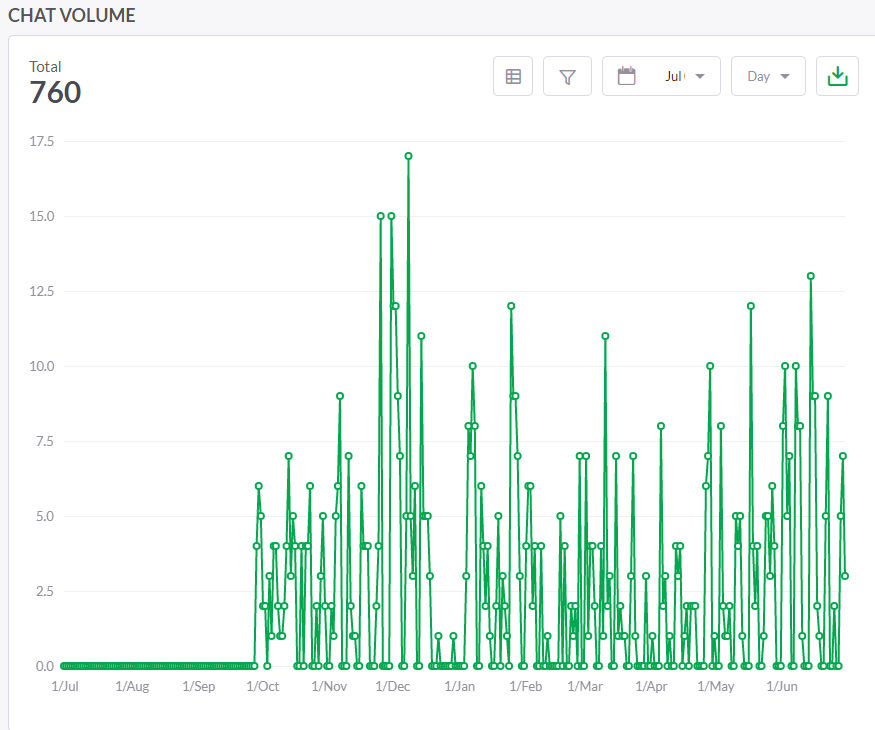 CHAT VOLUME
Total
760
Jul
Day
17.5
15.0
12.5
10.0
7.5
5.0
2.5
0.0
1/Jul 1/Aug 1/Sep 1/Oct 1/Nov 1/Dec 1/Jan 1/Feb 1/Mar 1/Apr 1/May 1/Jun